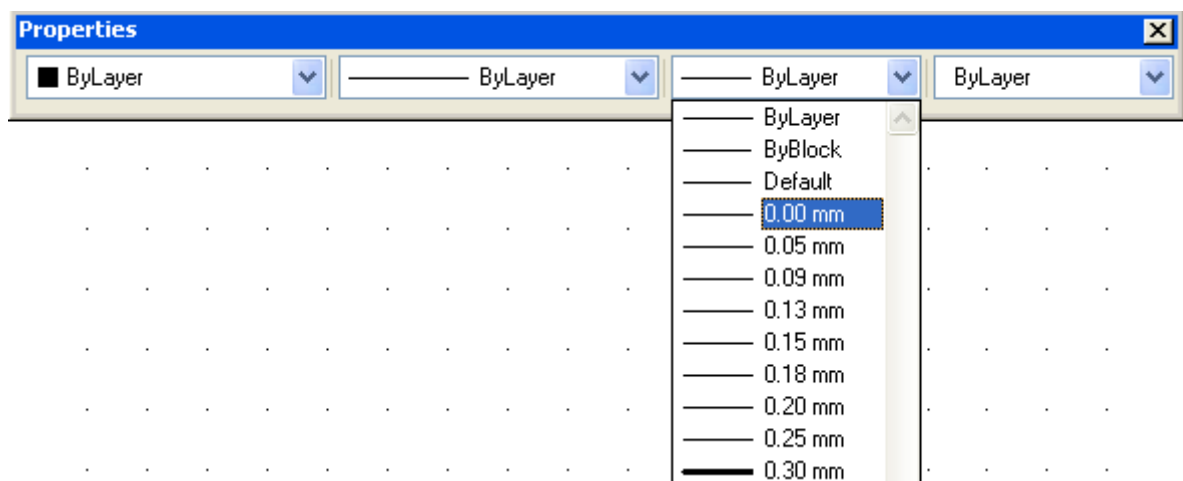 Properties
ByLayer ByLayer ByLayer ByLayer
ByLayer
ByBlock
Default
0.00 mm
0.05 mm
0.09 mm
0.13 mm
0.15 mm
0.18 mm
0.20 mm
0.25 mm
0.30 mm